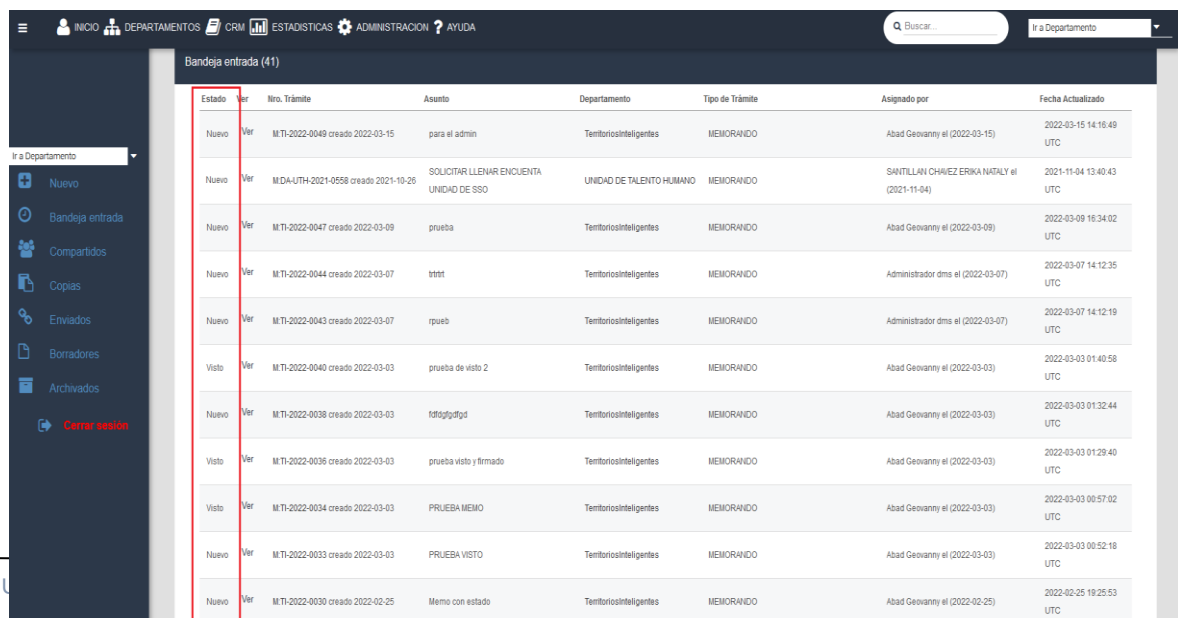 INICIO DEPARTAMENTOS CRM ESTADISTICAS ADMINISTRACION ? AYUDA Buscar... Ir a Departamento
Bandeja entrada (41)
Estado Ver Nro. Tràmite Asunto Departamento Tipo de Tràmite Asignado por Fecha Actualizado
Nuevo Ver M:TI-2022-0049 creado 2022-03-15 para el admin TerritoriosInteligentes MEMORANDO Abad Geovanny el (2022-03-15) 2022-03-15 14:16:49
UTC
Nuevo Ver M:DA-UTH-2021-0558 creado 2021-10-26 SOLICITAR LLENAR ENCUENTA UNIDAD DE TALENTO HUMANO MEMORANDO SANTILLAN CHAVEZ ERIKA NATALY el 2021-11-04 13:40:43
UNIDAD DE SSO (2021-11-04) UTC
Nuevo Ver M:TI-2022-0047 creado 2022-03-09 prueba TerritoriosInteligentes MEMORANDO Abad Geovanny el (2022-03-09) 2022-03-09 16:34:02
UTC
Nuevo Ver M:TI-2022-0044 creado 2022-03-07 trtrtrt TerritoriosInteligentes MEMORANDO Administrador dms el (2022-03-07) 2022-03-07 14:12:35
UTC
Nuevo Ver M:TI-2022-0043 creado 2022-03-07 rpueb TerritoriosInteligentes MEMORANDO Administrador dms el (2022-03-07) 2022-03-07 14:12:19
UTC
Visto Ver M:TI-2022-0040 creado 2022-03-03 prueba de visto 2 TerritoriosInteligentes MEMORANDO Abad Geovanny el (2022-03-03) 2022-03-03 01:40:58
UTC
Nuevo Ver M:TI-2022-0038 creado 2022-03-03 fdfdgfgdfgd TerritoriosInteligentes MEMORANDO Abad Geovanny el (2022-03-03) 2022-03-03 01:32:44
UTC
Visto Ver M:TI-2022-0036 creado 2022-03-03 prueba visto y firmado TerritoriosInteligentes MEMORANDO Abad Geovanny el (2022-03-03) 2022-03-03 01:29:40
UTC
Visto Ver M:TI-2022-0034 creado 2022-03-03 PRUEBA MEMO TerritoriosInteligentes MEMORANDO Abad Geovanny el (2022-03-03) 2022-03-03 00:57:02
UTC
Nuevo Ver M:TI-2022-0033 creado 2022-03-03 PRUEBA VISTO TerritoriosInteligentes MEMORANDO Abad Geovanny el (2022-03-03) 2022-03-03 00:52:18
UTC
Nuevo Ver M:TI-2022-0030 creado 2022-02-25 Memo con estado TerritoriosInteligentes MEMORANDO Abad Geovanny el (2022-02-25) 2022-02-25 19:25:53
UTC
Ir a Departamento
Nuevo
Bandeja entrada
Compartidos
Copias
Enviados
Borradores
Archivados
Cerrar sesión